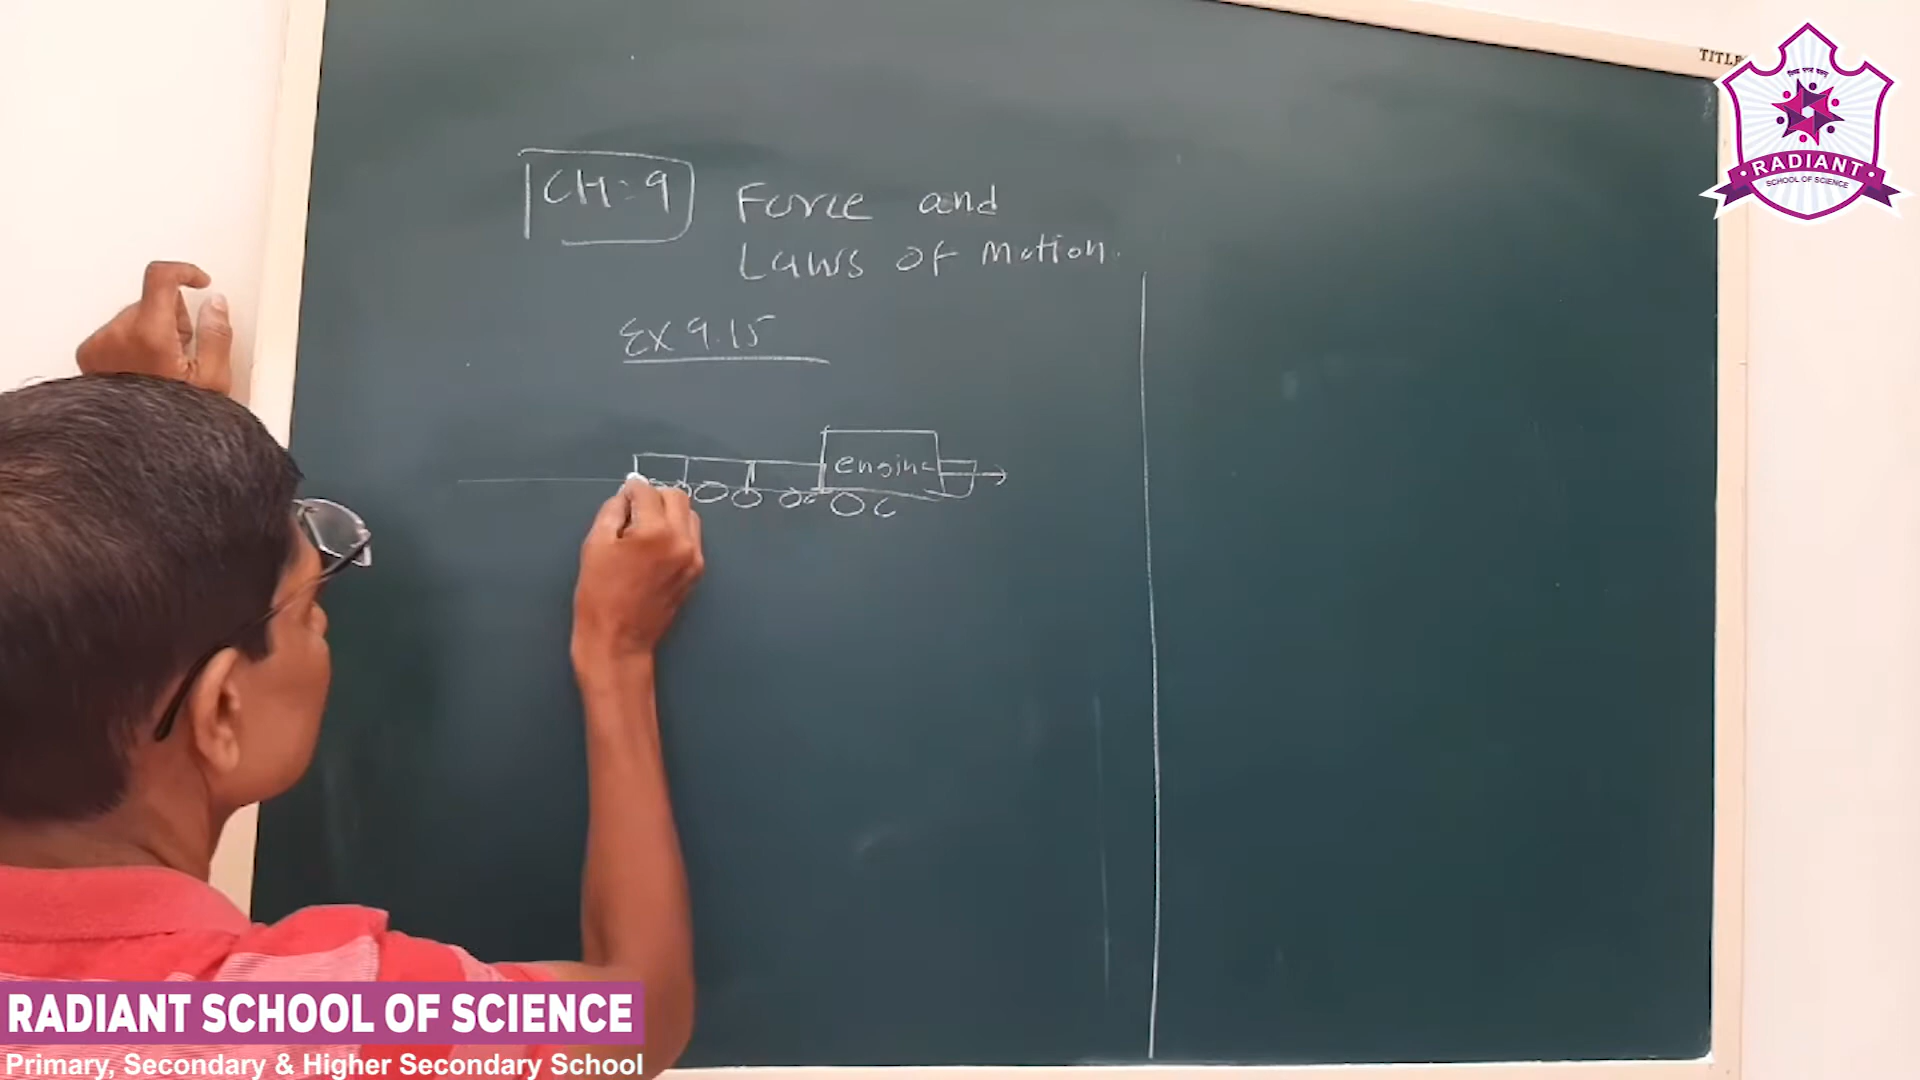 TITLE
CH:9 Force and
Laws of Motion.
Ex 9.15
engine
RADIANT
SCHOOL OF SCIENCE
RADIANT SCHOOL OF SCIENCE
Primary, Secondary & Higher Secondary School